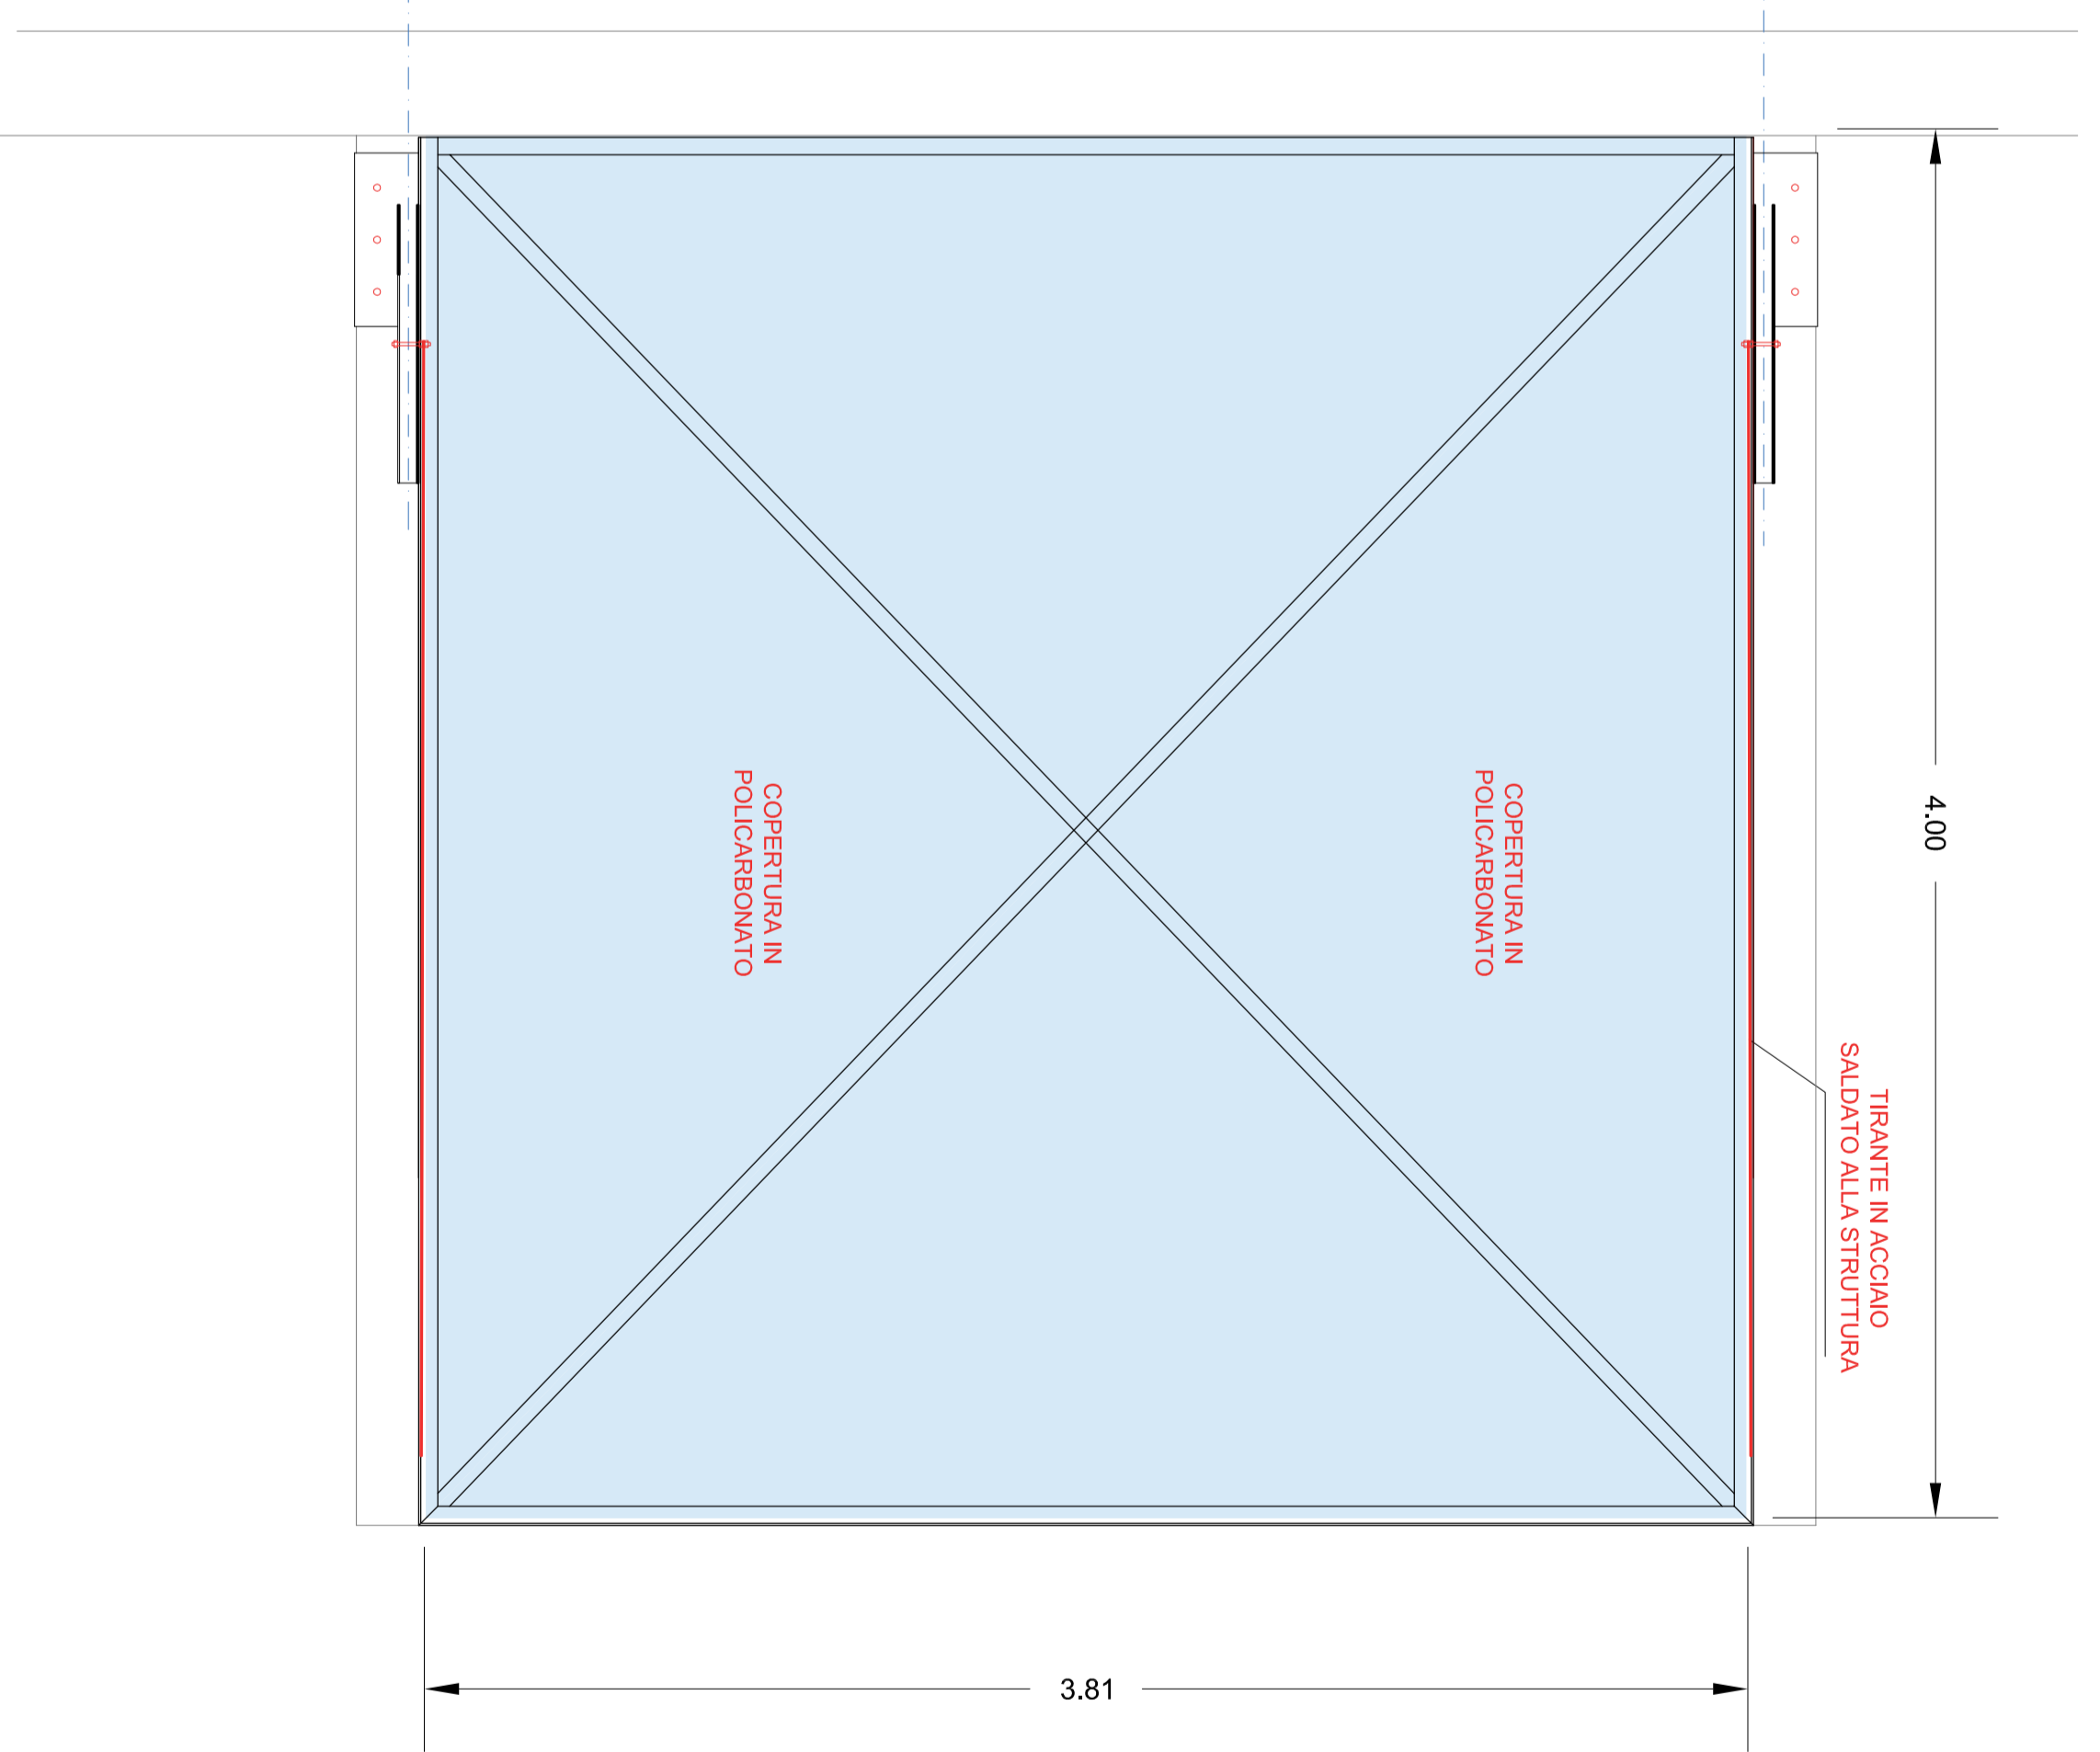 COPERTURA IN
POLICARBONATO
COPERTURA IN
POLICARBONATO
4.00
TIRANTE IN ACCIAIO
SALDATO ALLA STRUTTURA
3.81